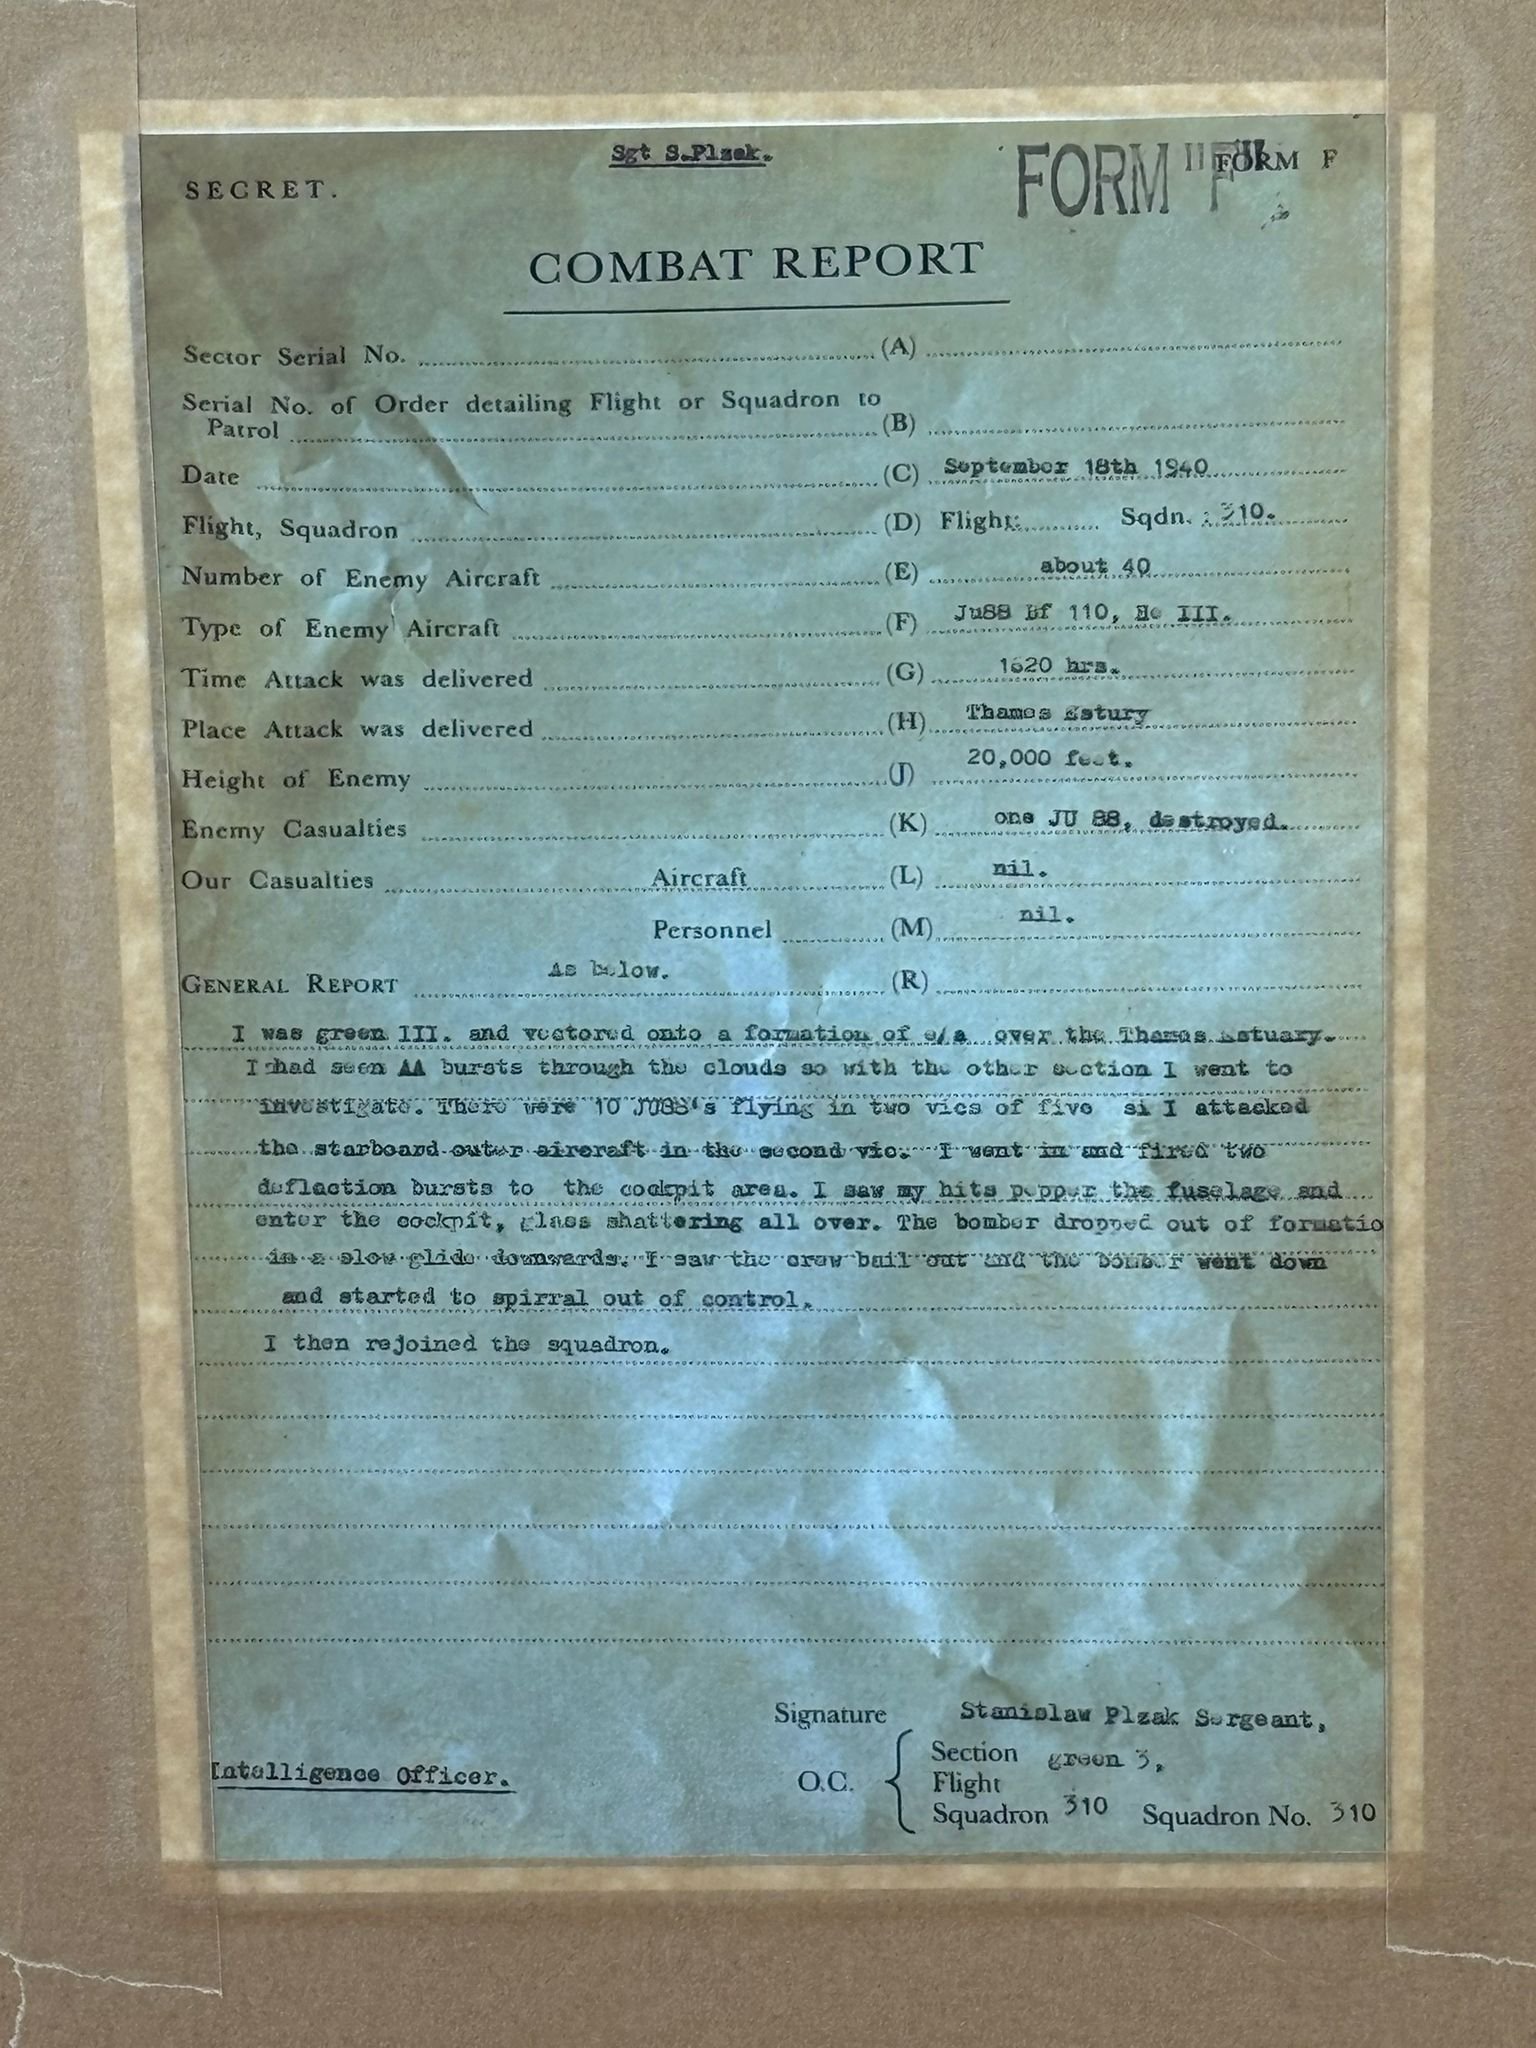 Sgt S.Plzak.
SECRET.
FORM "F"
FORM F
COMBAT REPORT
Sector Serial No. (A)
Serial No. of Order detailing Flight or Squadron to
Patrol (B)
Date (C) September 18th 1940
Flight, Squadron (D) Flight: Sqdn. : 310.
Number of Enemy Aircraft (E) about 40
Type of Enemy Aircraft (F) Ju88 Bf 110, He III.
Time Attack was delivered (G) 1620 hrs.
Place Attack was delivered (H) Thames Estury
Height of Enemy (J) 20,000 feet.
Enemy Casualties (K) one JU 88, destroyed.
Our Casualties Aircraft (L) nil.
Personnel (M) nil.
GENERAL REPORT As below. (R)
I was green III. and vectored onto a formation of e/a over the Thames Estuary.
I had seen AA bursts through the clouds so with the other section I went to
investigate. There were 10 JU88's flying in two vics of five si I attacked
the starboard outer aircraft in the second vic. I went in and fired two
deflection bursts to the cockpit area. I saw my hits pepper the fuselage and
enter the cockpit, glass shattering all over. The bomber dropped out of formatio
in a slow glide downwards. I saw the crew bail out and the bomber went down
and started to spirral out of control.
I then rejoined the squadron.
Signature Stanislaw Plzak Sergeant,
Intelligence Officer.
O.C. Section green 3,
Flight
Squadron 310 Squadron No. 310